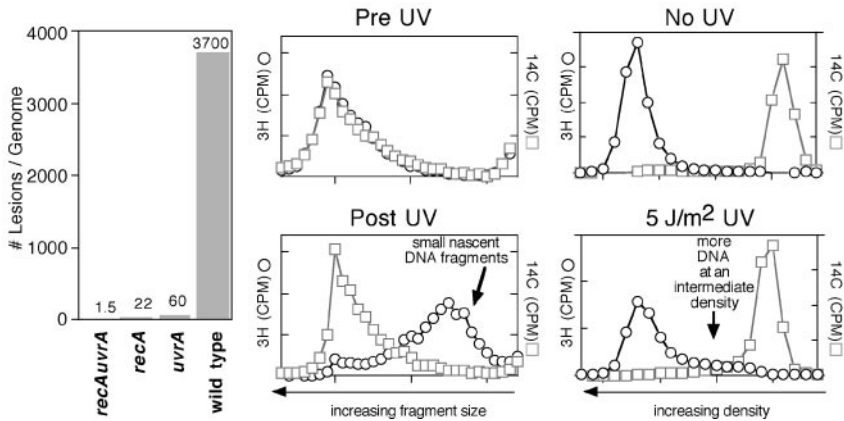 # Lesions / Genome
4000
3000
2000
1000
0
1.5
22
60
3700
recAuvrA
recA
uvrA
wild type
Pre UV
3H (CPM) O
14C (CPM) □
No UV
3H (CPM) O
14C (CPM) □
Post UV
3H (CPM) O
14C (CPM) □
small nascent
DNA fragments
increasing fragment size
5 J/m² UV
3H (CPM) O
14C (CPM) □
more
DNA
at an
intermediate
density
increasing density